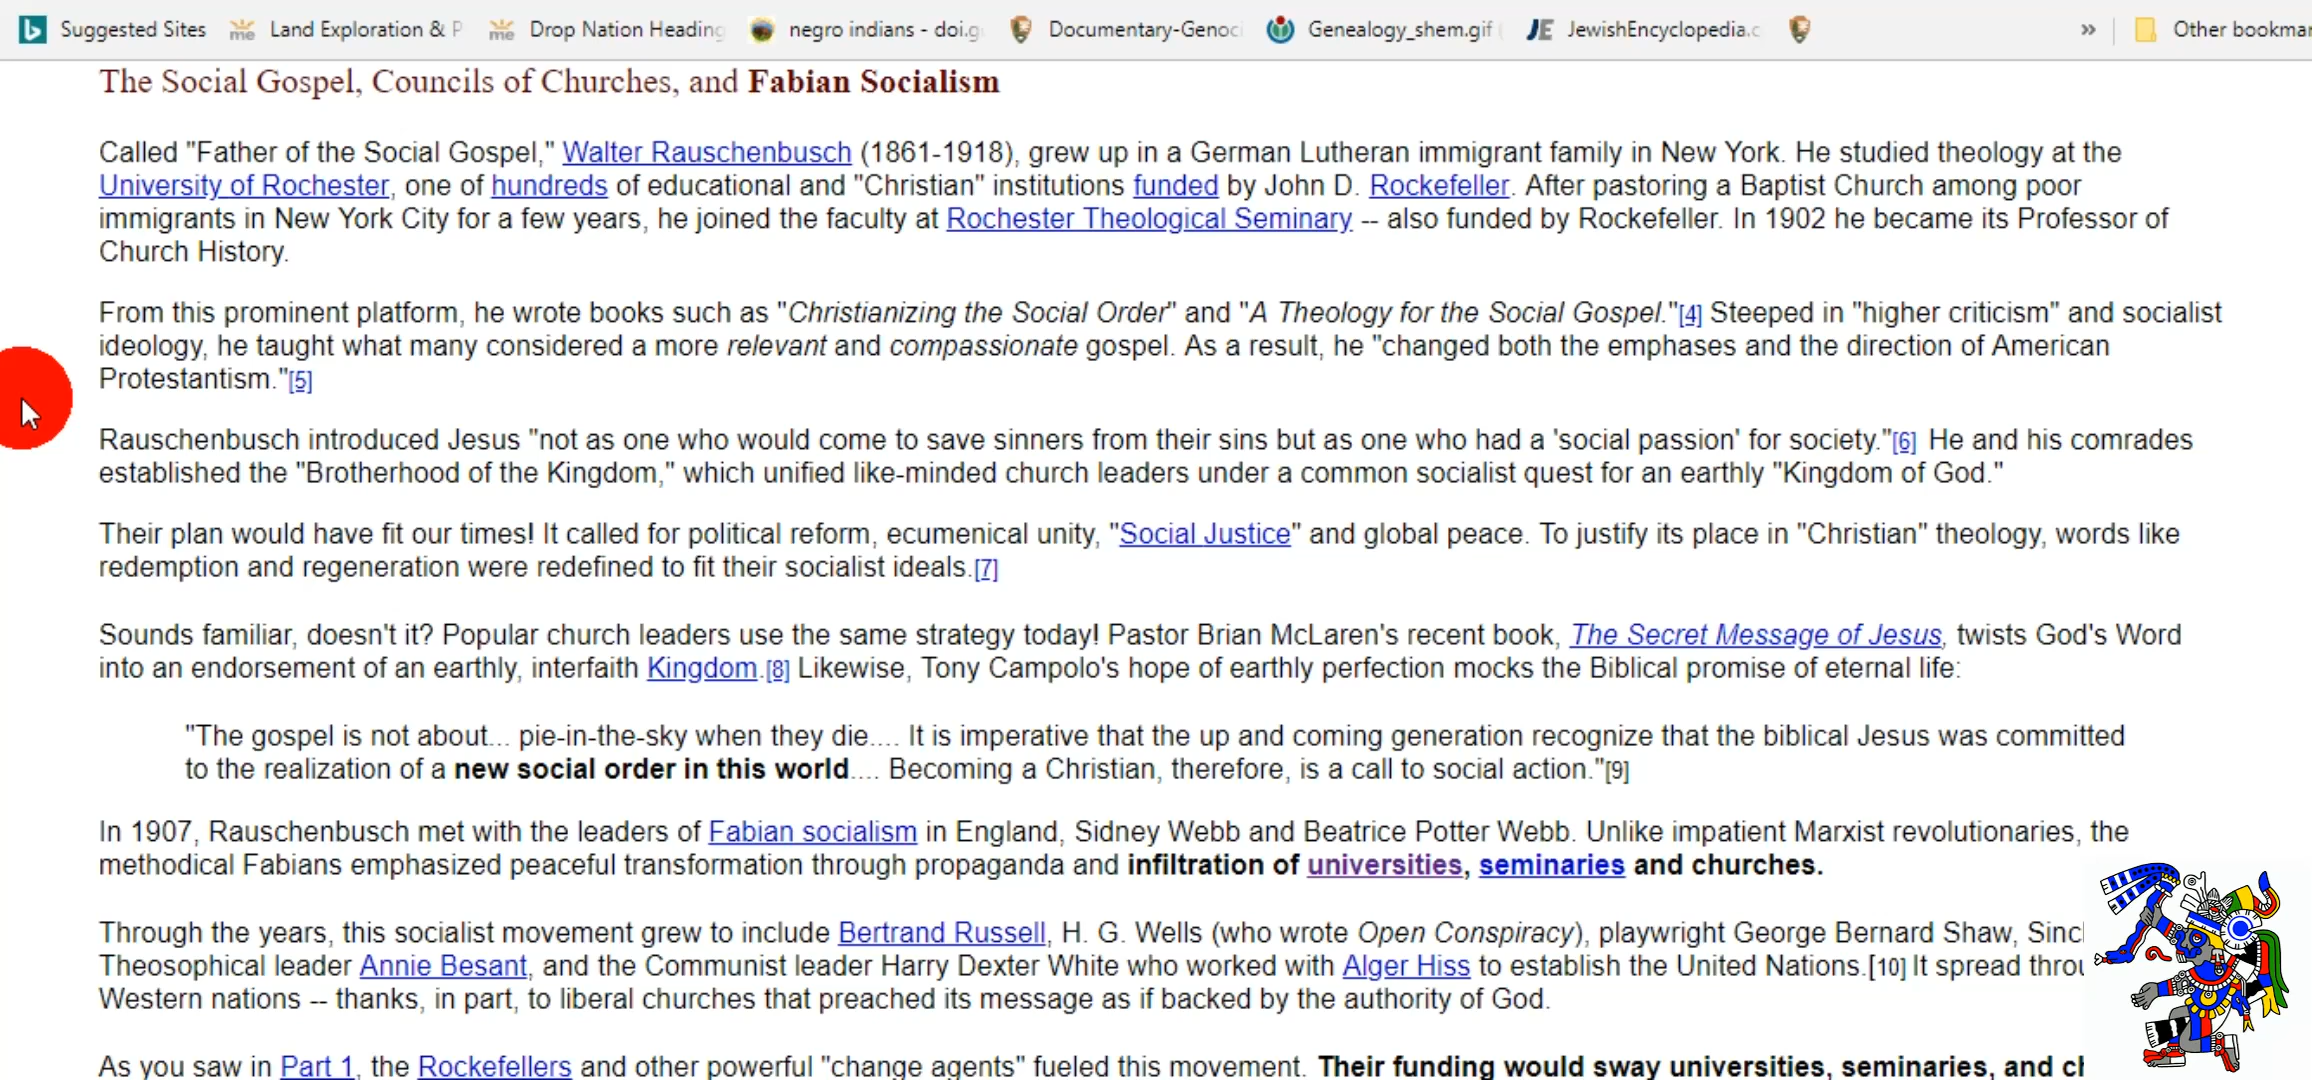 Suggested Sites Land Exploration & P Drop Nation Heading negro indians - doi.g Documentary-Genoc Genealogy_shem.gif ( JewishEncyclopedia.c » Other bookmar
The Social Gospel, Councils of Churches, and Fabian Socialism
Called "Father of the Social Gospel," Walter Rauschenbusch (1861-1918), grew up in a German Lutheran immigrant family in New York. He studied theology at the
University of Rochester, one of hundreds of educational and "Christian" institutions funded by John D. Rockefeller. After pastoring a Baptist Church among poor
immigrants in New York City for a few years, he joined the faculty at Rochester Theological Seminary -- also funded by Rockefeller. In 1902 he became its Professor of
Church History.
From this prominent platform, he wrote books such as "Christianizing the Social Order" and "A Theology for the Social Gospel."[4] Steeped in "higher criticism" and socialist
ideology, he taught what many considered a more relevant and compassionate gospel. As a result, he "changed both the emphases and the direction of American
Protestantism."[5]
Rauschenbusch introduced Jesus "not as one who would come to save sinners from their sins but as one who had a 'social passion' for society."[6] He and his comrades
established the "Brotherhood of the Kingdom," which unified like-minded church leaders under a common socialist quest for an earthly "Kingdom of God."
Their plan would have fit our times! It called for political reform, ecumenical unity, "Social Justice" and global peace. To justify its place in "Christian" theology, words like
redemption and regeneration were redefined to fit their socialist ideals.[7]
Sounds familiar, doesn't it? Popular church leaders use the same strategy today! Pastor Brian McLaren's recent book, The Secret Message of Jesus, twists God's Word
into an endorsement of an earthly, interfaith Kingdom.[8] Likewise, Tony Campolo's hope of earthly perfection mocks the Biblical promise of eternal life:
"The gospel is not about... pie-in-the-sky when they die.... It is imperative that the up and coming generation recognize that the biblical Jesus was committed
to the realization of a new social order in this world.... Becoming a Christian, therefore, is a call to social action."[9]
In 1907, Rauschenbusch met with the leaders of Fabian socialism in England, Sidney Webb and Beatrice Potter Webb. Unlike impatient Marxist revolutionaries, the
methodical Fabians emphasized peaceful transformation through propaganda and infiltration of universities, seminaries and churches.
Through the years, this socialist movement grew to include Bertrand Russell, H. G. Wells (who wrote Open Conspiracy), playwright George Bernard Shaw, Sincl
Theosophical leader Annie Besant, and the Communist leader Harry Dexter White who worked with Alger Hiss to establish the United Nations.[10] It spread throu
Western nations -- thanks, in part, to liberal churches that preached its message as if backed by the authority of God.
As you saw in Part 1, the Rockefellers and other powerful "change agents" fueled this movement. Their funding would sway universities, seminaries, and ch